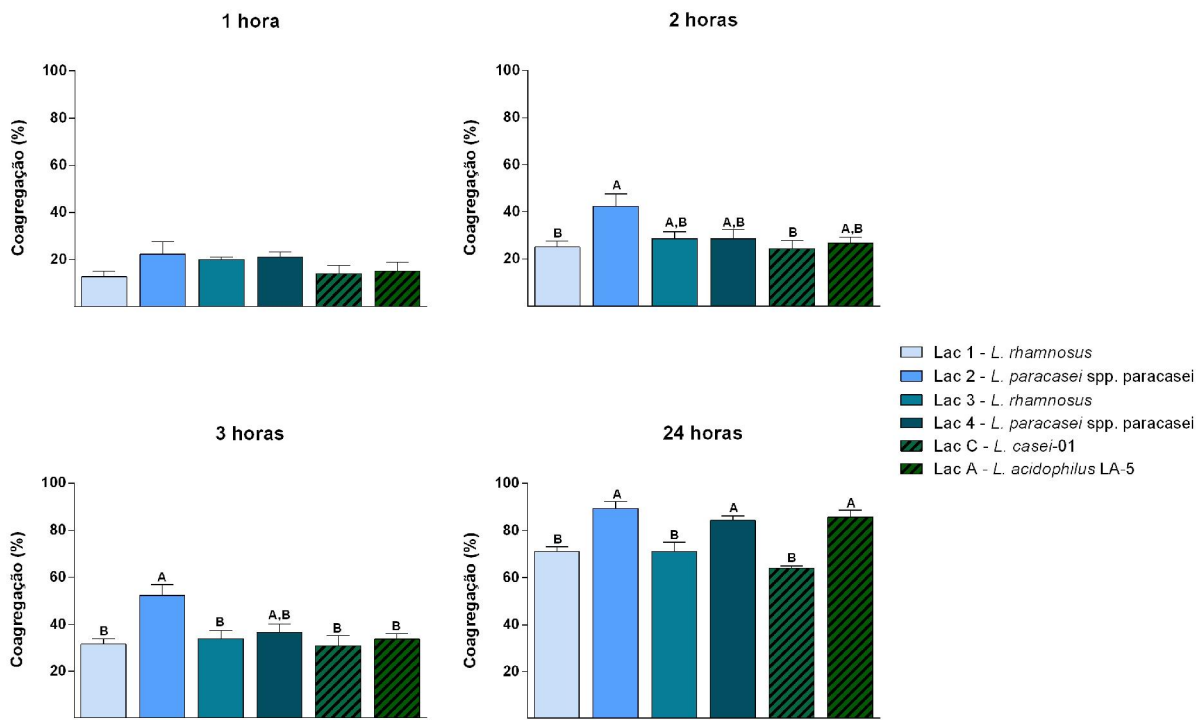 1 hora
Coagregação (%)
100
80
60
40
20
2 horas
Coagregação (%)
100
80
60
40
20
B
A
A,B
A,B
B
A,B
Lac 1 - L. rhamnosus
Lac 2 - L. paracasei spp. paracasei
Lac 3 - L. rhamnosus
Lac 4 - L. paracasei spp. paracasei
Lac C - L. casei-01
Lac A - L. acidophilus LA-5
3 horas
Coagregação (%)
100
80
60
40
20
B
A
B
A,B
B
B
24 horas
Coagregação (%)
100
80
60
40
20
B
A
B
A
B
A